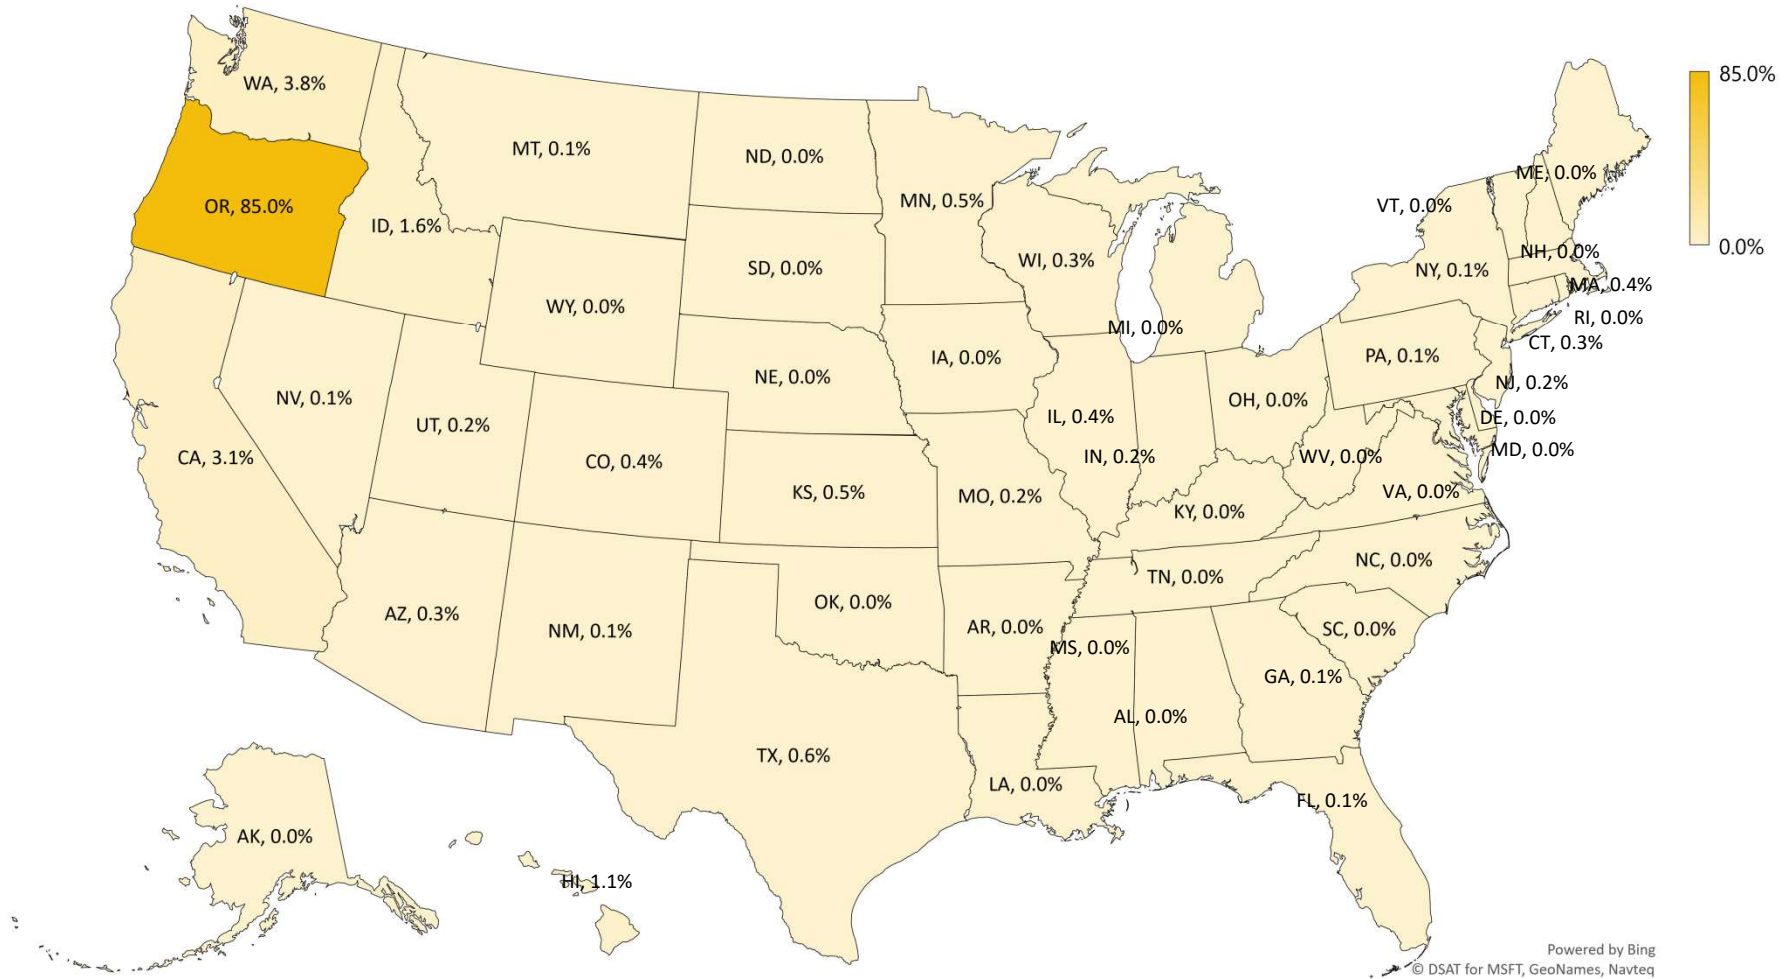 WA, 3.8%
MT, 0.1%
ND, 0.0%
MN, 0.5%
OR, 85.0%
ID, 1.6%
SD, 0.0%
WI, 0.3%
WY, 0.0%
MI, 0.0%
ME, 0.0%
VT, 0.0%
NH, 0.0%
NY, 0.1%
MA, 0.4%
RI, 0.0%
CT, 0.3%
PA, 0.1%
NJ, 0.2%
DE, 0.0%
MD, 0.0%
IA, 0.0%
NE, 0.0%
NV, 0.1%
UT, 0.2%
CA, 3.1%
CO, 0.4%
KS, 0.5%
MO, 0.2%
IL, 0.4%
IN, 0.2%
OH, 0.0%
WV, 0.0%
VA, 0.0%
KY, 0.0%
NC, 0.0%
TN, 0.0%
AZ, 0.3%
NM, 0.1%
OK, 0.0%
AR, 0.0%
MS, 0.0%
SC, 0.0%
GA, 0.1%
AL, 0.0%
TX, 0.6%
LA, 0.0%
FL, 0.1%
AK, 0.0%
HI, 1.1%
85.0%
0.0%
Powered by Bing
© DSAT for MSFT, GeoNames, Navteq